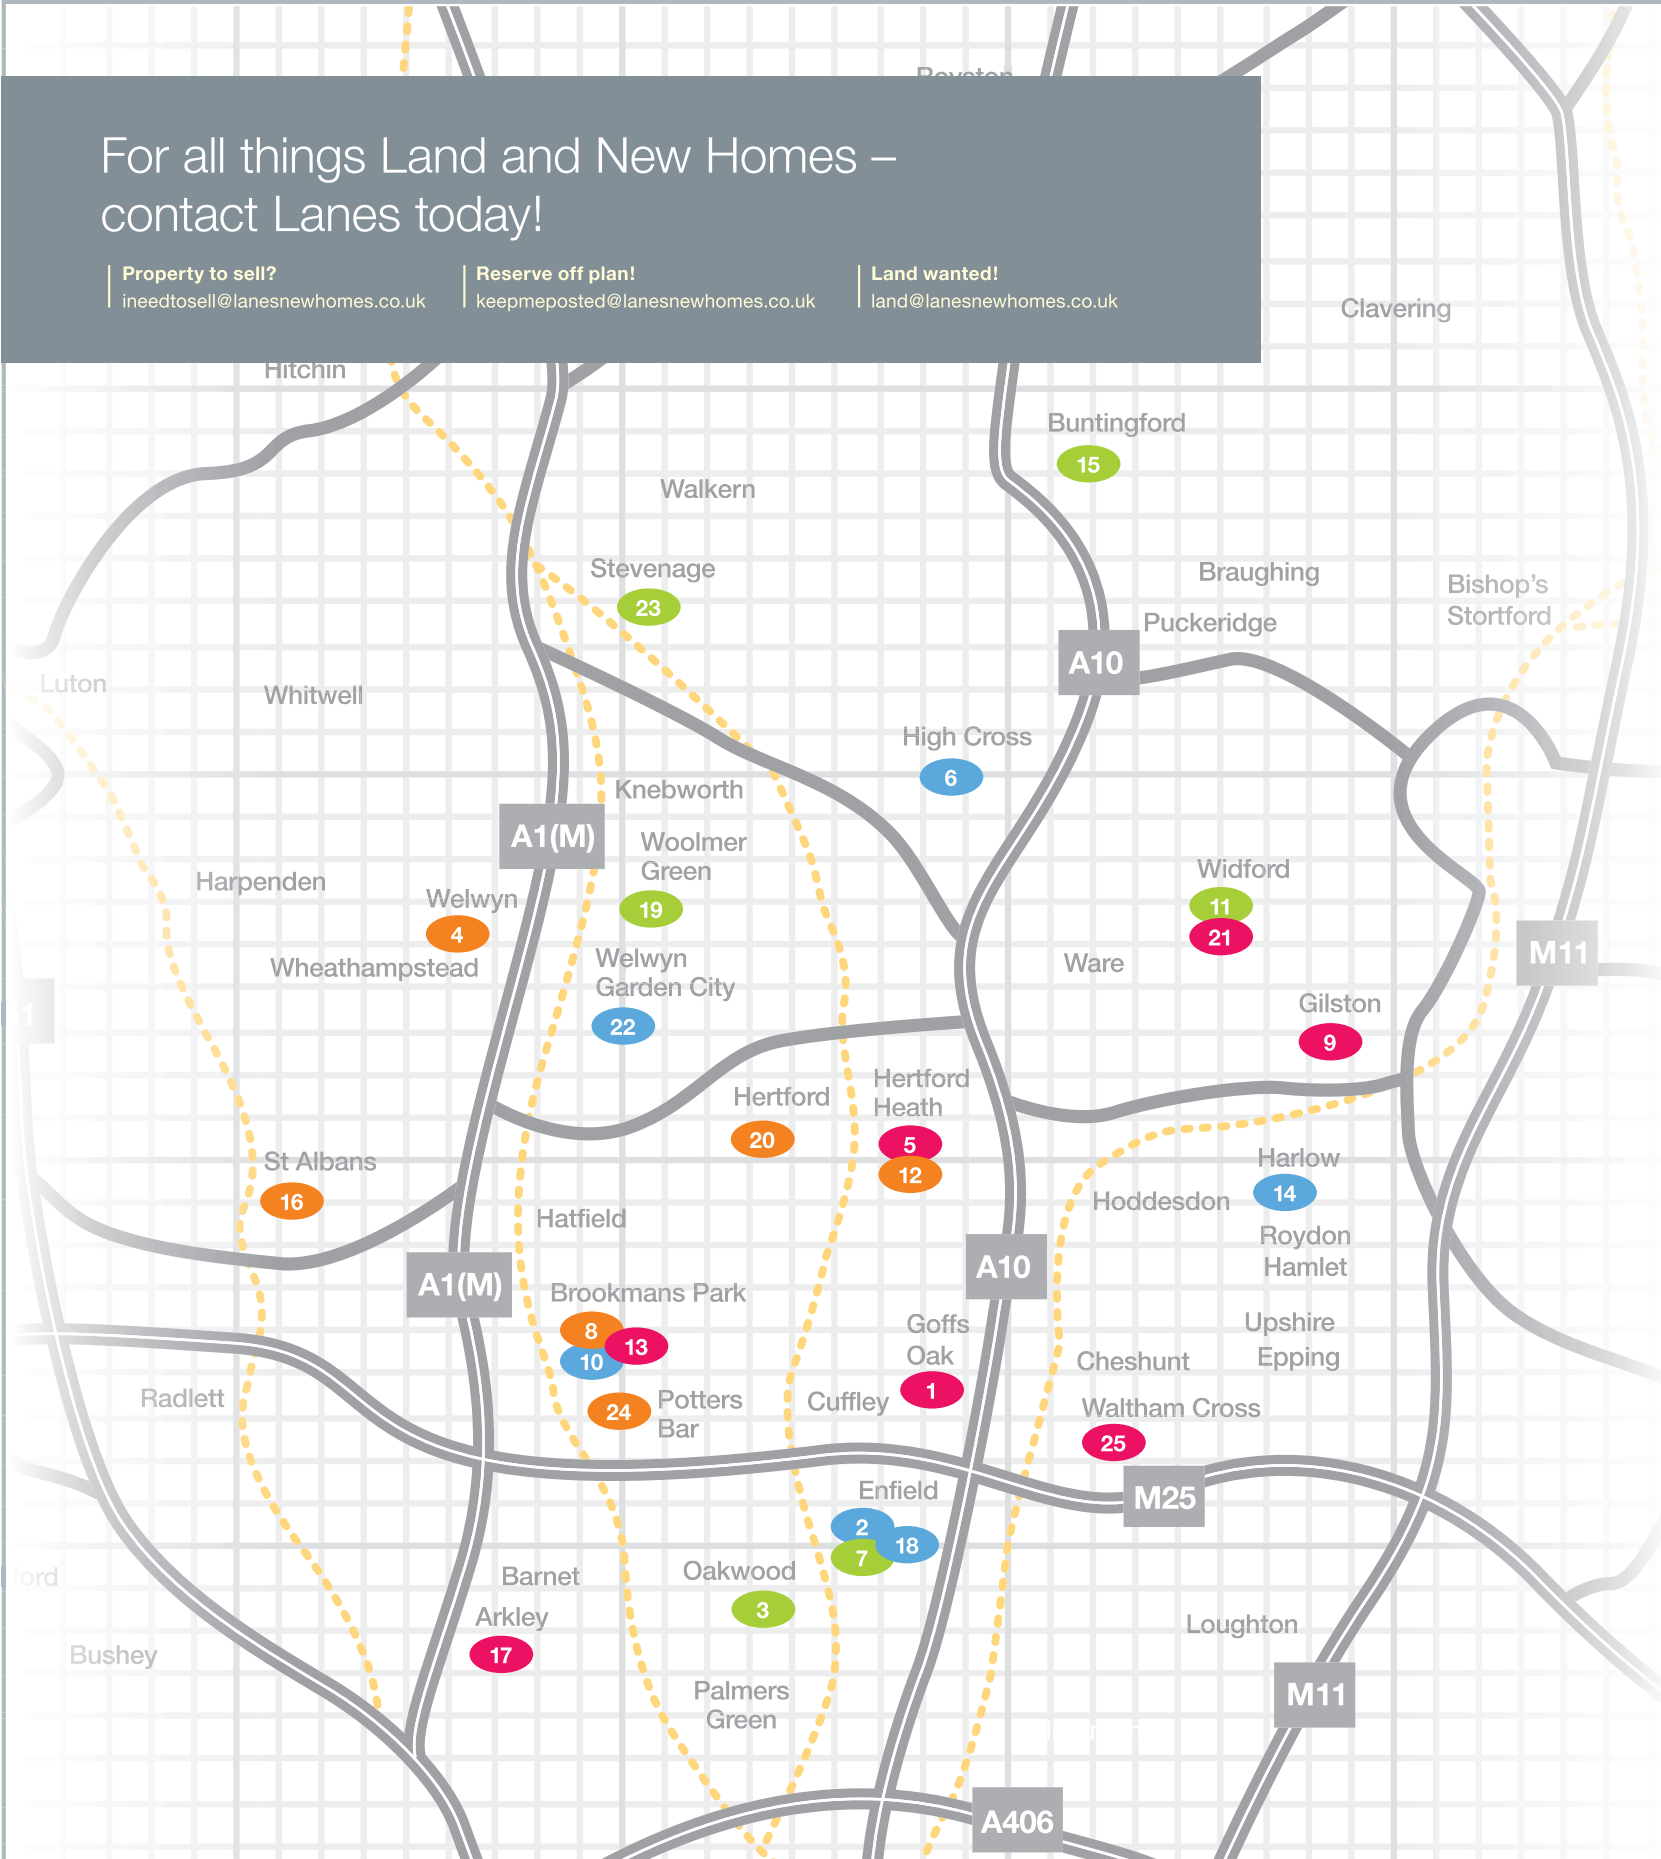 Royston
For all things Land and New Homes –
contact Lanes today!
Property to sell?
ineedtosell@lanesnewhomes.co.uk
Reserve off plan!
keepmeposted@lanesnewhomes.co.uk
Land wanted!
land@lanesnewhomes.co.uk
Clavering
Hitchin
Buntingford
15
Walkern
Stevenage
23
Braughing
Bishop's
Stortford
Puckeridge
A10
Luton
Whitwell
High Cross
6
Knebworth
A1(M)
Woolmer
Green
19
Harpenden
Welwyn
4
Widford
11
21
M11
Wheathampstead
Welwyn
Garden City
22
Ware
Gilston
9
1
Hertford
20
Hertford
Heath
5
12
St Albans
16
Harlow
14
Hoddesdon
Hatfield
Roydon
Hamlet
A1(M)
A10
Brookmans Park
8
13
10
Goffs
Oak
1
Upshire
Epping
Cheshunt
Radlett
24
Potters
Bar
Cuffley
Waltham Cross
25
Enfield
2
18
7
M25
ford
Barnet
Oakwood
3
Arkley
17
Loughton
Bushey
Palmers
Green
M11
A406